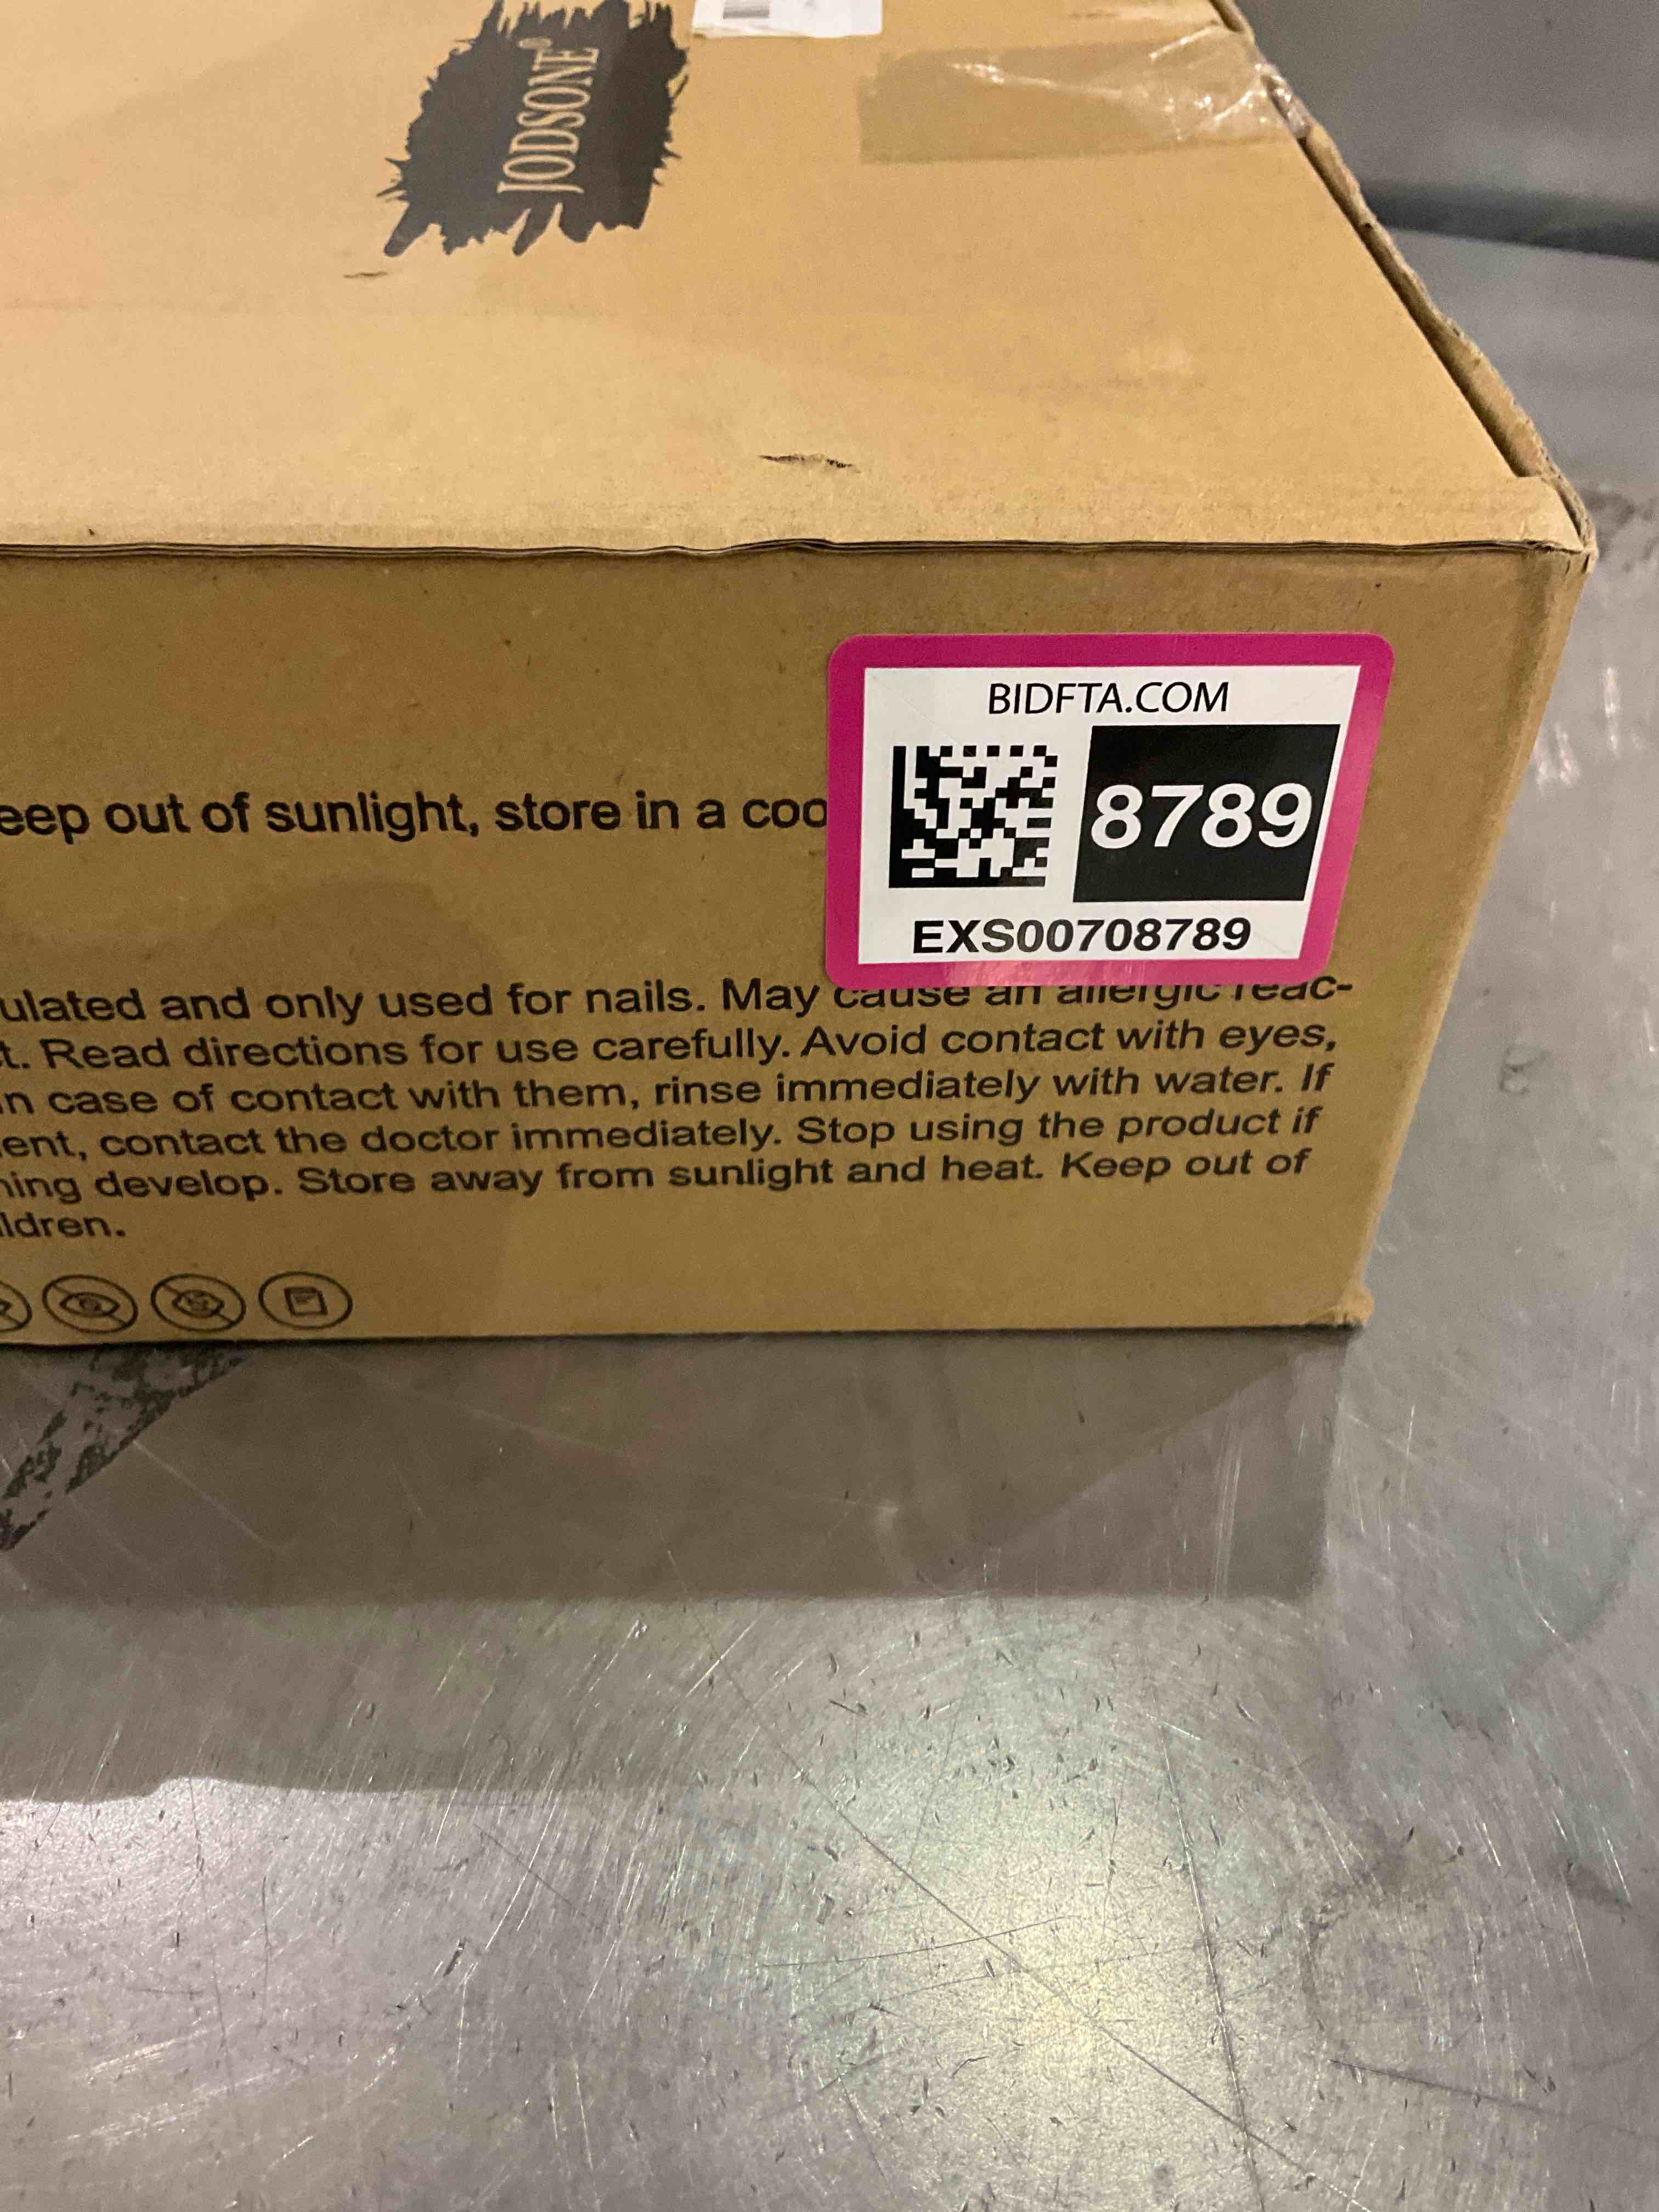 JODSONE®
eep out of sunlight, store in a coo
BIDFTA.COM
8789
EXS00708789
ulated and only used for nails. May cause an allergic reac-
t. Read directions for use carefully. Avoid contact with eyes,
in case of contact with them, rinse immediately with water. If
ent, contact the doctor immediately. Stop using the product if
ning develop. Store away from sunlight and heat. Keep out of
ldren.